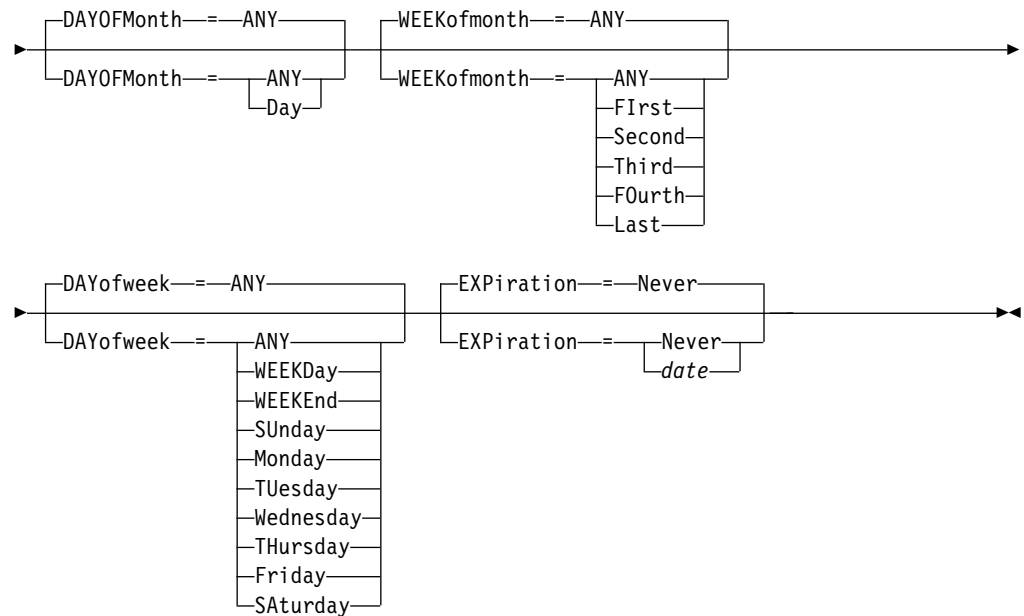 DAYOFMonth = ANY WEEKofmonth = ANY
DAYOFMonth = ANY WEEKofmonth = ANY
Day FIrst
Second
Third
FOurth
Last
DAYofweek = ANY EXPiration = Never
DAYofweek = ANY EXPiration = Never
WEEKDay date
WEEKEnd
SUnday
Monday
TUesday
Wednesday
THursday
Friday
SAturday